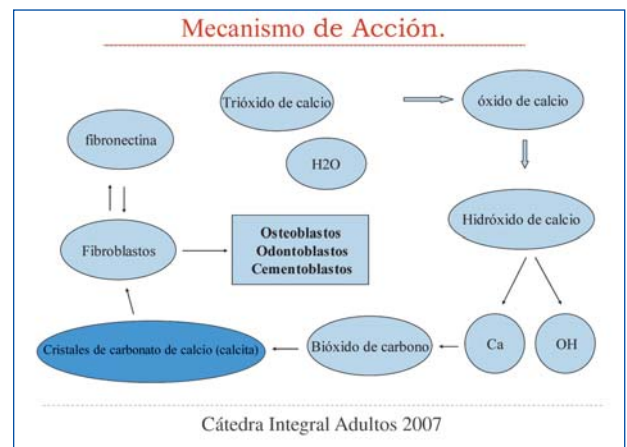 Mecanismo de Acción.
Trióxido de calcio
óxido de calcio
fibronectina
H2O
Hidróxido de calcio
Fibroblastos
Osteoblastos
Odontoblastos
Cementoblastos
Cristales de carbonato de calcio (calcita)
Bióxido de carbono
Ca
OH
Cátedra Integral Adultos 2007